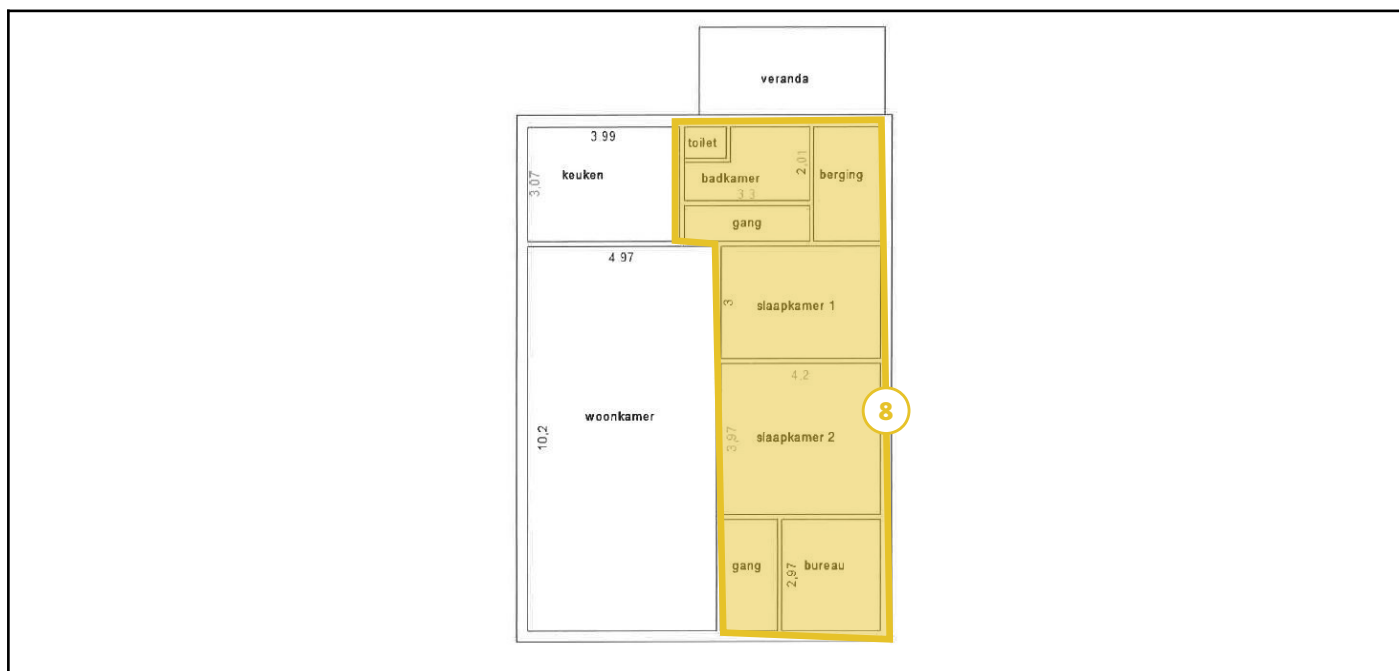 veranda
3.99
toilet
keuken
3,07
badkamer
2,01
berging
3 3
gang
4.97
slaapkamer 1
3
4,2
8
woonkamer
10,2
slaapkamer 2
3,97
gang
bureau
2,97